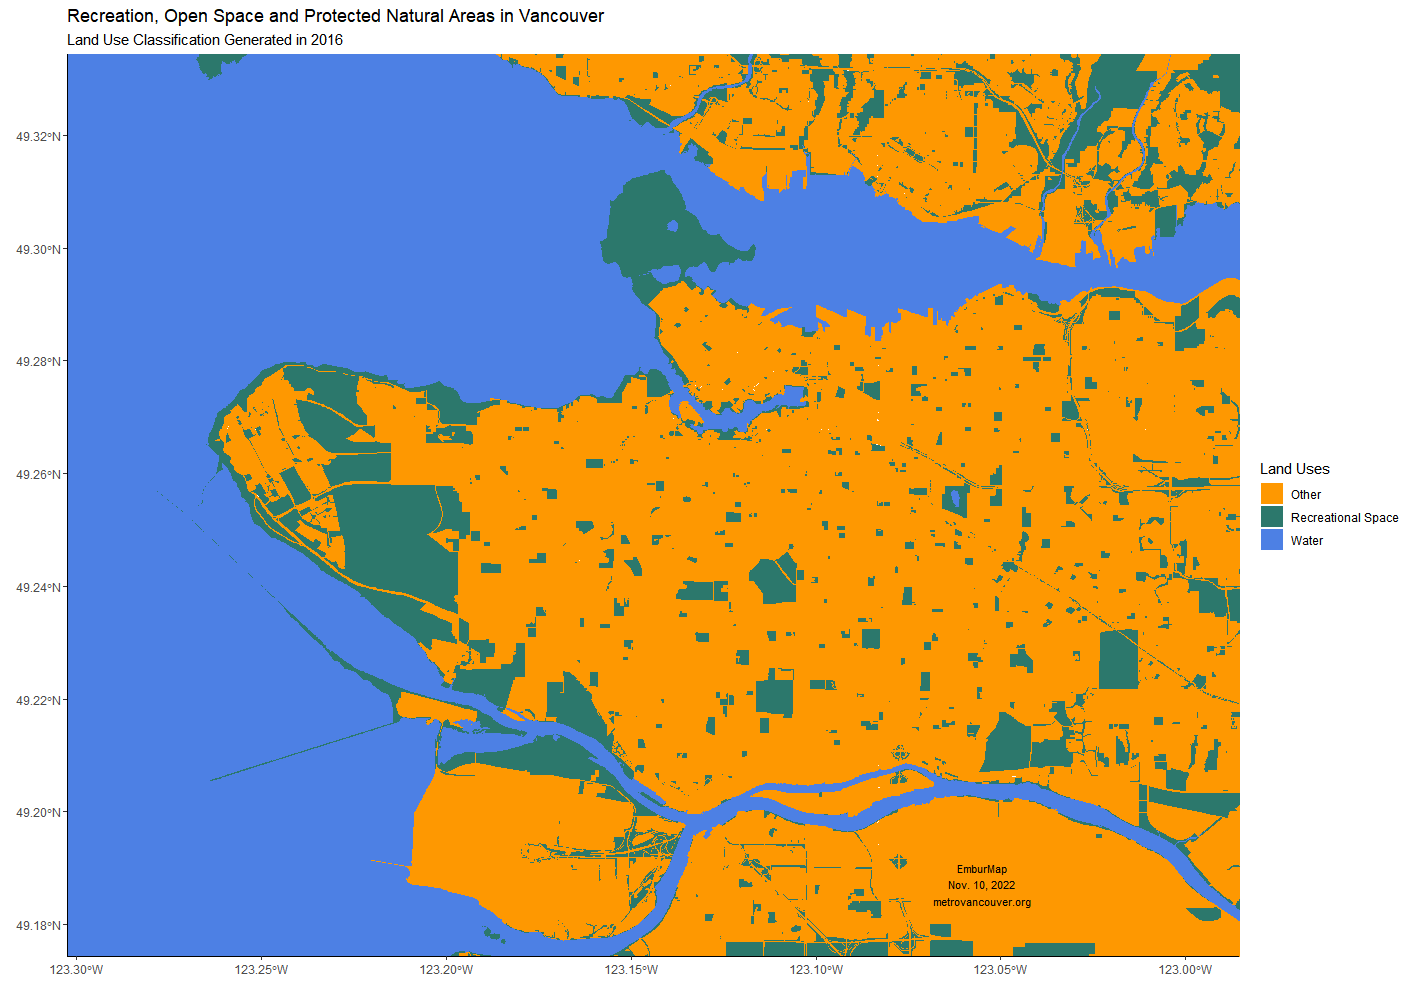 Recreation, Open Space and Protected Natural Areas in Vancouver
Land Use Classification Generated in 2016
49.32°N
49.30°N
49.28°N
49.26°N
49.24°N
49.22°N
49.20°N
49.18°N
123.30°W
123.25°W
123.20°W
123.15°W
123.10°W
123.05°W
123.00°W
Land Uses
Other
Recreational Space
Water
EmburMap
Nov. 10, 2022
metrovancouver.org